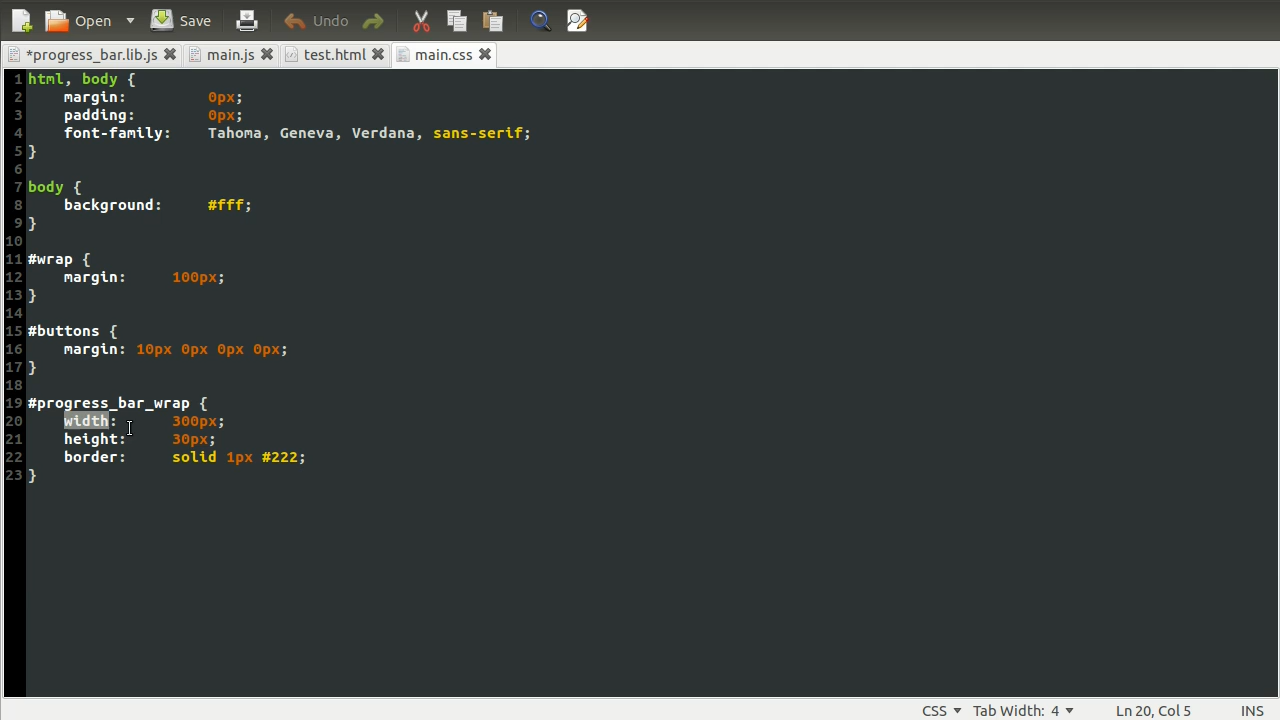 Open Save Undo
*progress_bar.lib.js main.js test.html main.css
1 html, body {
2 margin: 0px;
3 padding: 0px;
4 font-family: Tahoma, Geneva, Verdana, sans-serif;
5 }
6
7 body {
8 background: #fff;
9 }
10
11 #wrap {
12 margin: 100px;
13 }
14
15 #buttons {
16 margin: 10px 0px 0px 0px;
17 }
18
19 #progress_bar_wrap {
20 width: 300px;
21 height: 30px;
22 border: solid 1px #222;
23 }
CSS Tab Width: 4 Ln 20, Col 5 INS